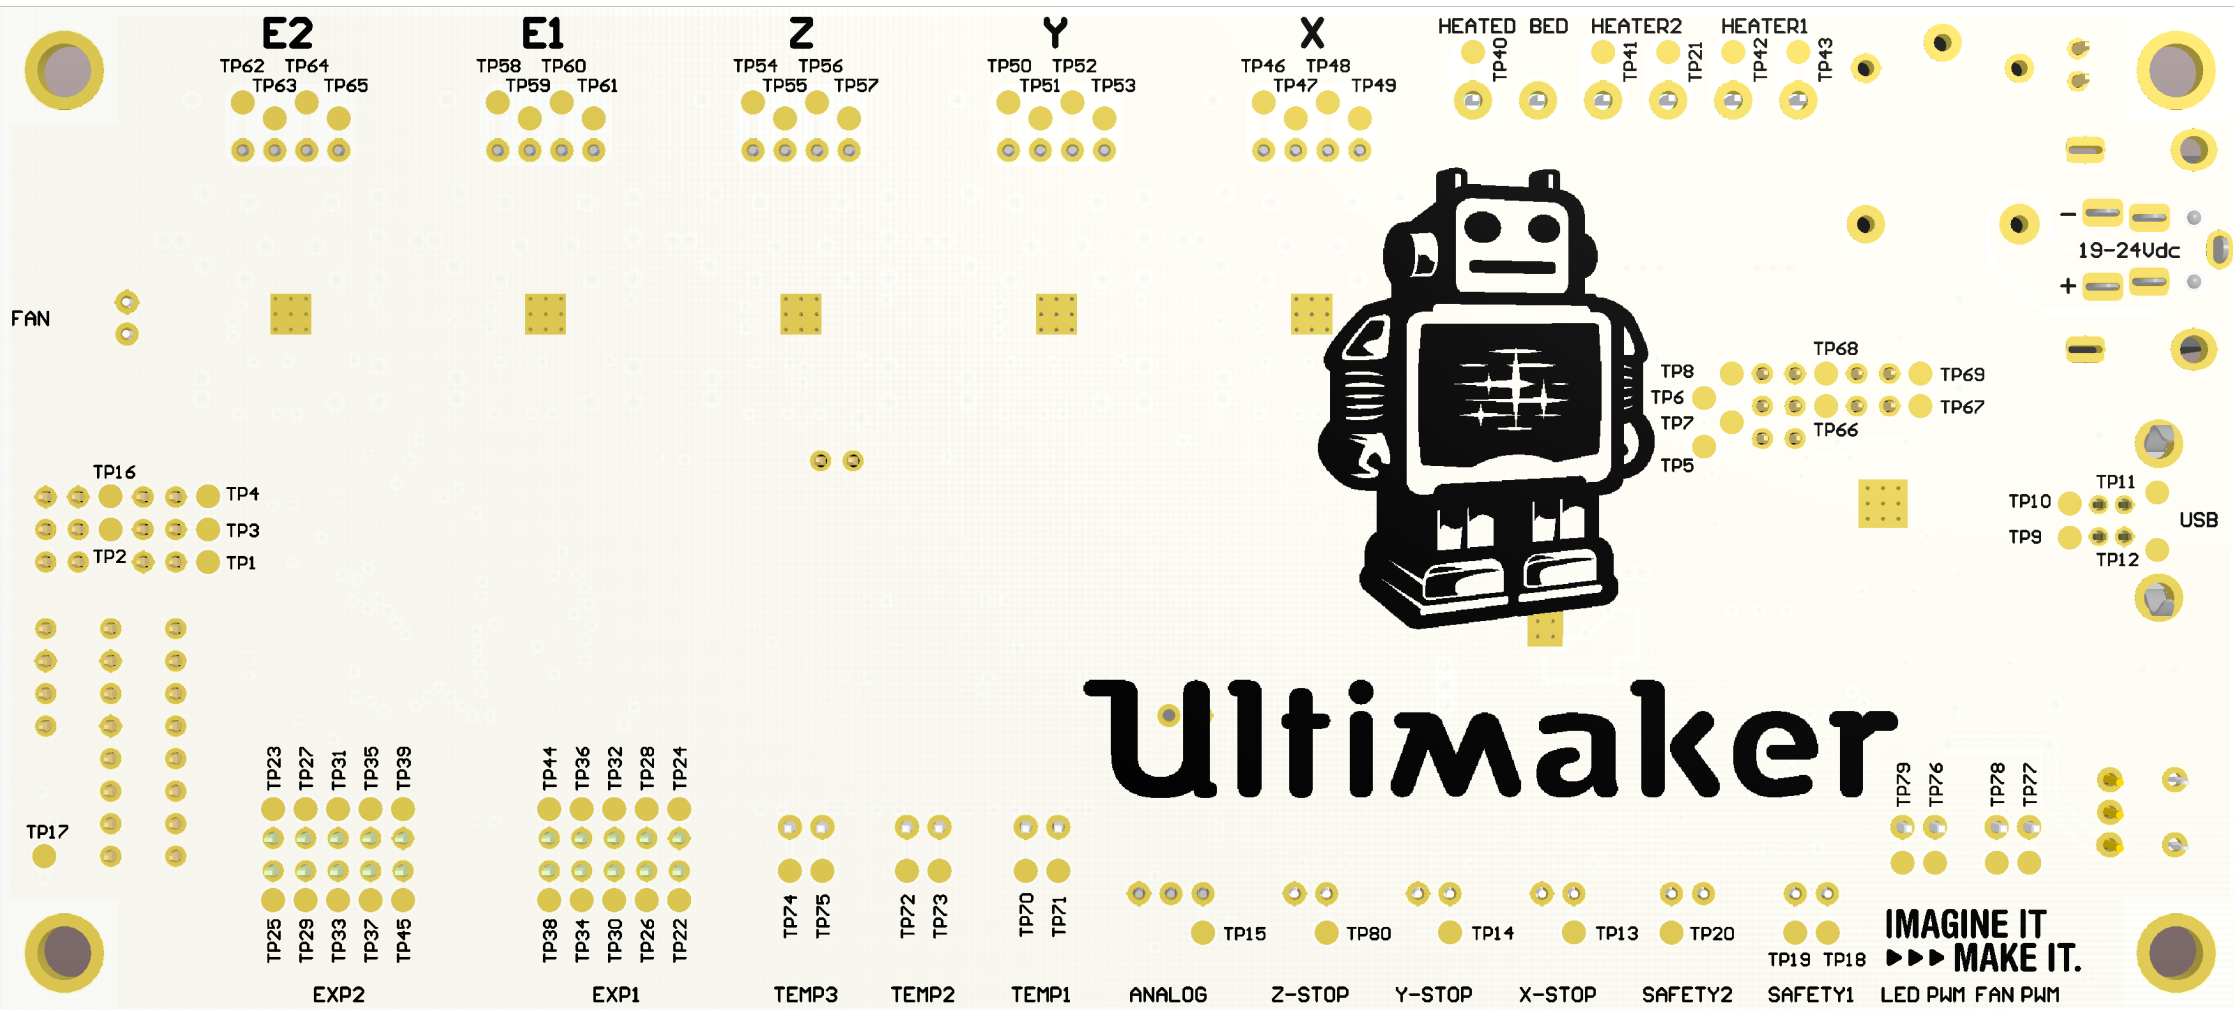 E2 E1 Z Y X HEATED BED HEATER2 HEATER1
TP62 TP64 TP58 TP60 TP54 TP56 TP50 TP52 TP46 TP48 TP40 TP41 TP21 TP42 TP43
TP63 TP65 TP59 TP61 TP55 TP57 TP51 TP53 TP47 TP49
-
19-24Vdc
+
FAN
TP68
TP8 TP69
TP6 TP67
TP7 TP66
TP5
TP16
TP4
TP3
TP2 TP1
TP11
TP10 USB
TP9
TP12
Ultimaker
TP23 TP27 TP31 TP35 TP39 TP44 TP36 TP32 TP28 TP24 TP79 TP76 TP78 TP77
TP17
TP25 TP29 TP33 TP37 TP45 TP38 TP34 TP30 TP26 TP22 TP74 TP75 TP72 TP73 TP70 TP71
TP15 TP80 TP14 TP13 TP20
TP19 TP18
IMAGINE IT
MAKE IT.
EXP2 EXP1 TEMP3 TEMP2 TEMP1 ANALOG Z-STOP Y-STOP X-STOP SAFETY2 SAFETY1 LED PWM FAN PWM